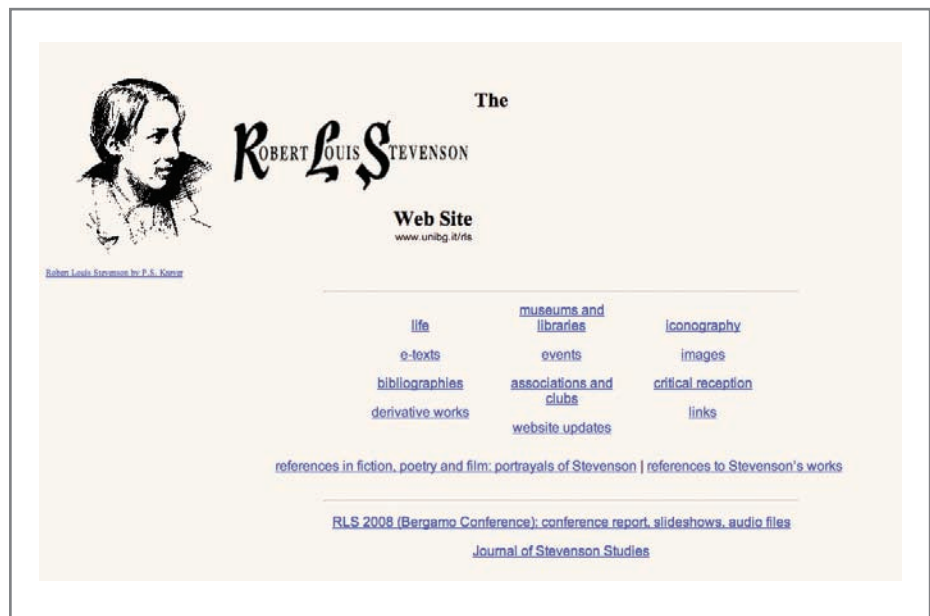 The
ROBERT LOUIS STEVENSON
Web Site
www.unibg.it/rls
Robert Louis Stevenson by P.S.
life
e-texts
bibliographies
derivative works
museums and
libraries
events
associations and
clubs
website updates
iconography
images
critical reception
links
references in fiction, poetry and film: portrayals of Stevenson | references to Stevenson's works
RLS 2008 (Bergamo Conference): conference report, slideshows, audio files
Journal of Stevenson Studies